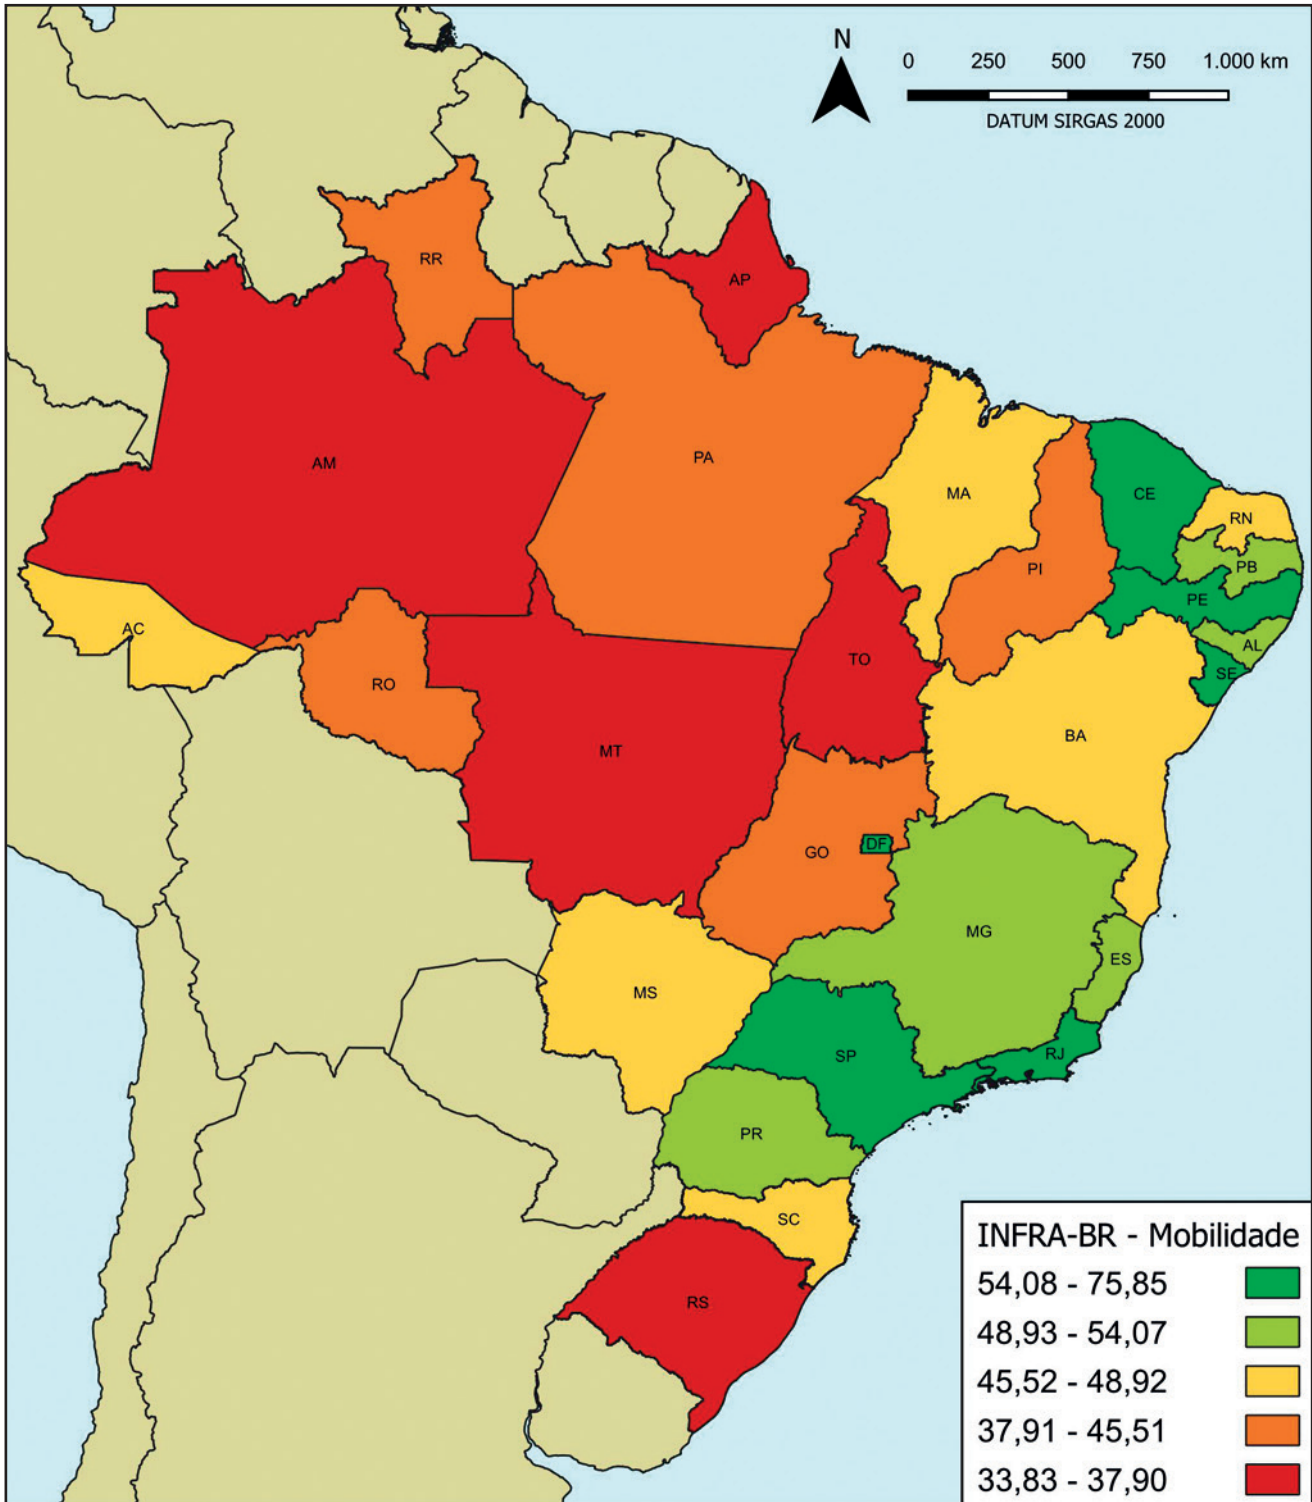 N
0 250 500 750 1.000 km
DATUM SIRGAS 2000
RR
AP
AM
PA
MA
CE
RN
PI
PB
PE
AC
AL
TO
SE
RO
BA
MT
GO
DF
MG
ES
MS
SP
RJ
PR
SC
RS
INFRA-BR - Mobilidade
54,08 - 75,85
48,93 - 54,07
45,52 - 48,92
37,91 - 45,51
33,83 - 37,90